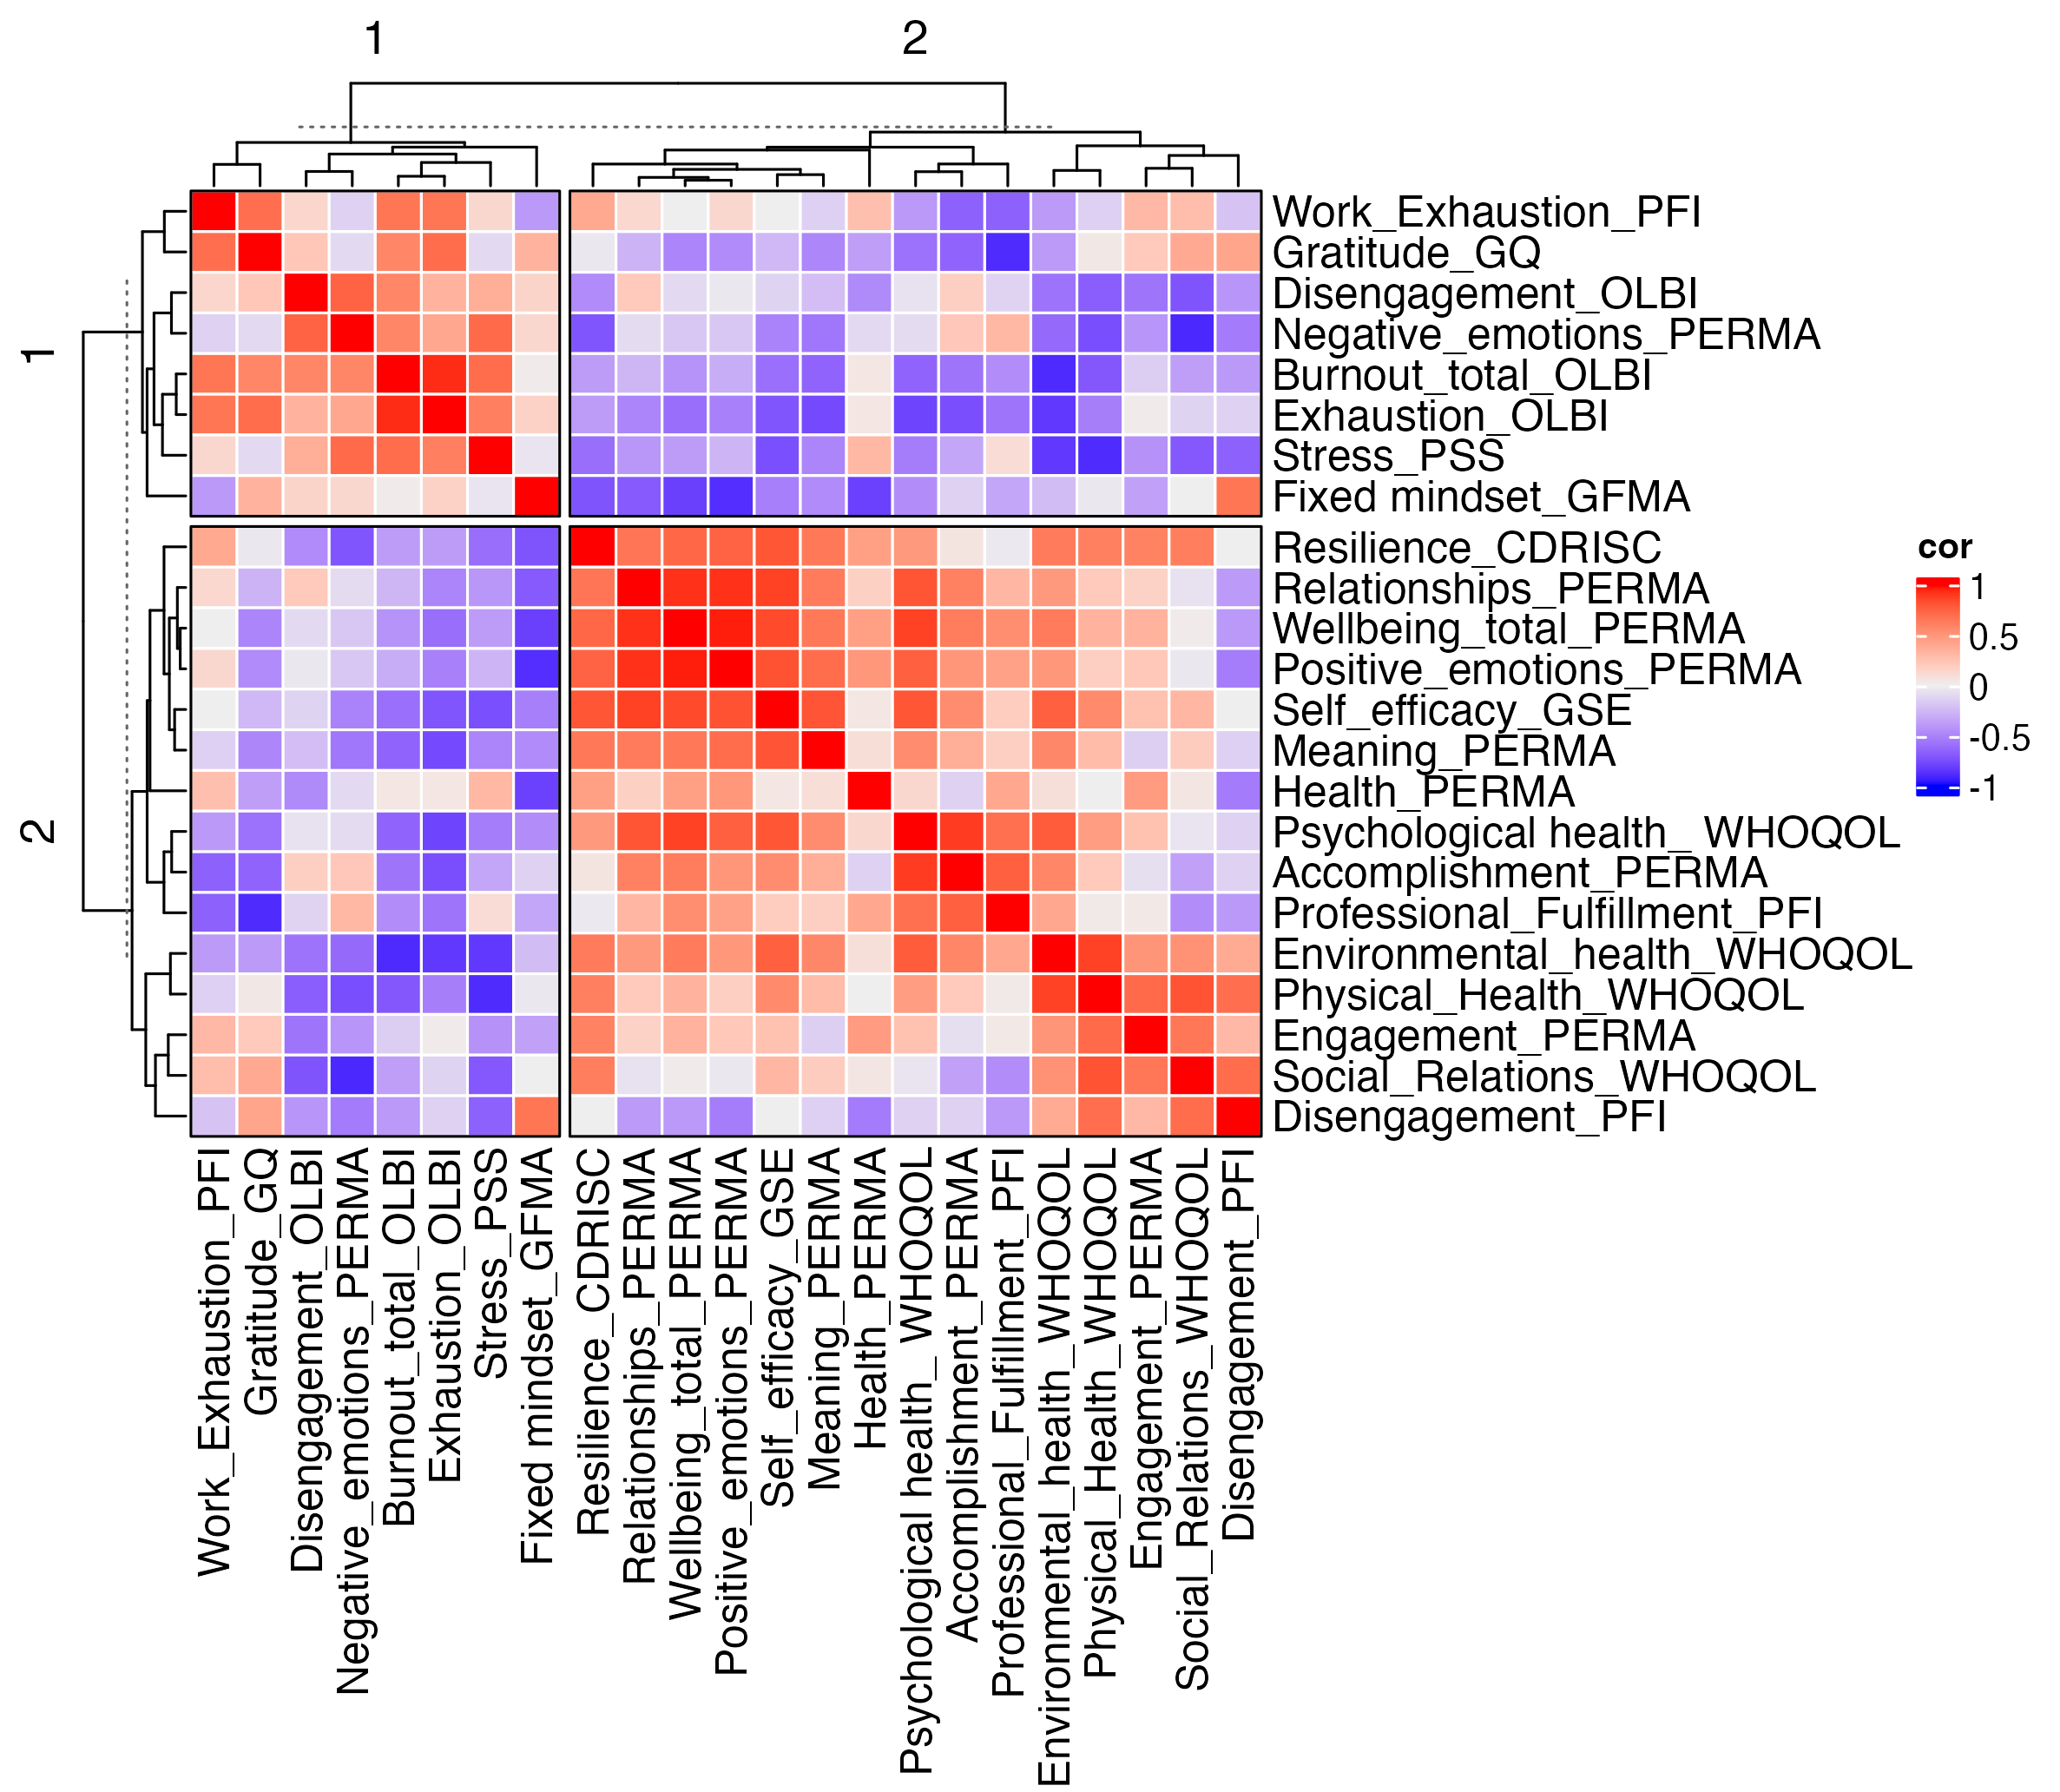 1
2
1
2
Work_Exhaustion_PFI
Gratitude_GQ
Disengagement_OLBI
Negative_emotions_PERMA
Burnout_total_OLBI
Exhaustion_OLBI
Stress_PSS
Fixed mindset_GFMA
Resilience_CDRISC
Relationships_PERMA
Wellbeing_total_PERMA
Positive_emotions_PERMA
Self_efficacy_GSE
Meaning_PERMA
Health_PERMA
Psychological health_ WHOQOL
Accomplishment_PERMA
Professional_Fulfillment_PFI
Environmental_health_WHOQOL
Physical_Health_WHOQOL
Engagement_PERMA
Social_Relations_WHOQOL
Disengagement_PFI
cor
1
0.5
0
-0.5
-1
Work_Exhaustion_PFI
Gratitude_GQ
Disengagement_OLBI
Negative_emotions_PERMA
Burnout_total_OLBI
Exhaustion_OLBI
Stress_PSS
Fixed mindset_GFMA
Resilience_CDRISC
Relationships_PERMA
Wellbeing_total_PERMA
Positive_emotions_PERMA
Self_efficacy_GSE
Meaning_PERMA
Health_PERMA
Psychological health_ WHOQOL
Accomplishment_PERMA
Professional_Fulfillment_PFI
Environmental_health_WHOQOL
Physical_Health_WHOQOL
Engagement_PERMA
Social_Relations_WHOQOL
Disengagement_PFI